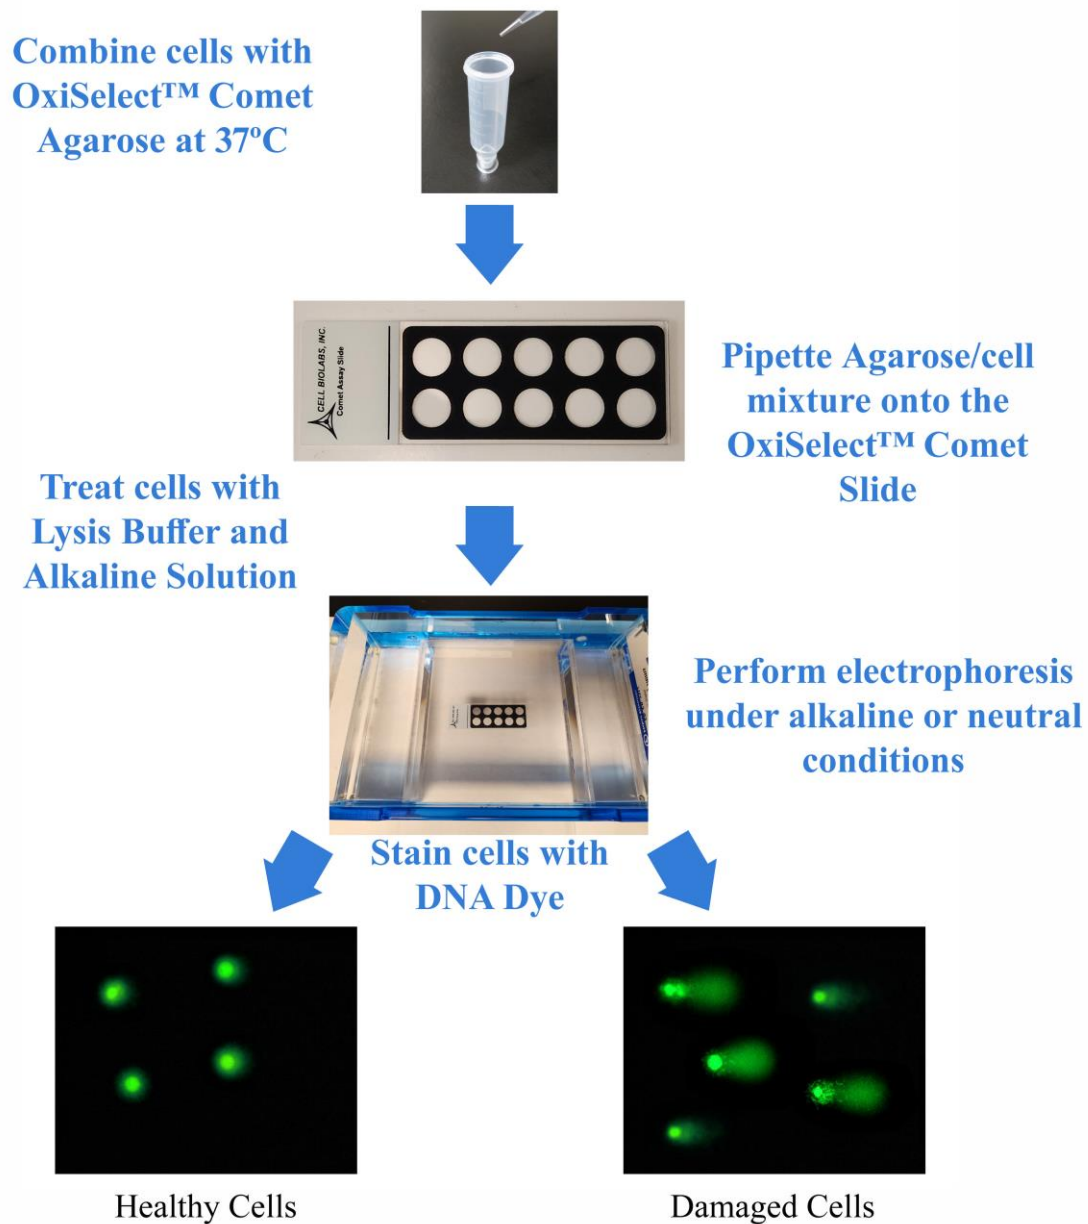 Combine cells with
OxiSelect™ Comet
Agarose at 37ºC
CELL BIOLABS, INC.
Comet Assay Slide
Pipette Agarose/cell
mixture onto the
OxiSelect™ Comet
Slide
Treat cells with
Lysis Buffer and
Alkaline Solution
Perform electrophoresis
under alkaline or neutral
conditions
Stain cells with
DNA Dye
Healthy Cells
Damaged Cells